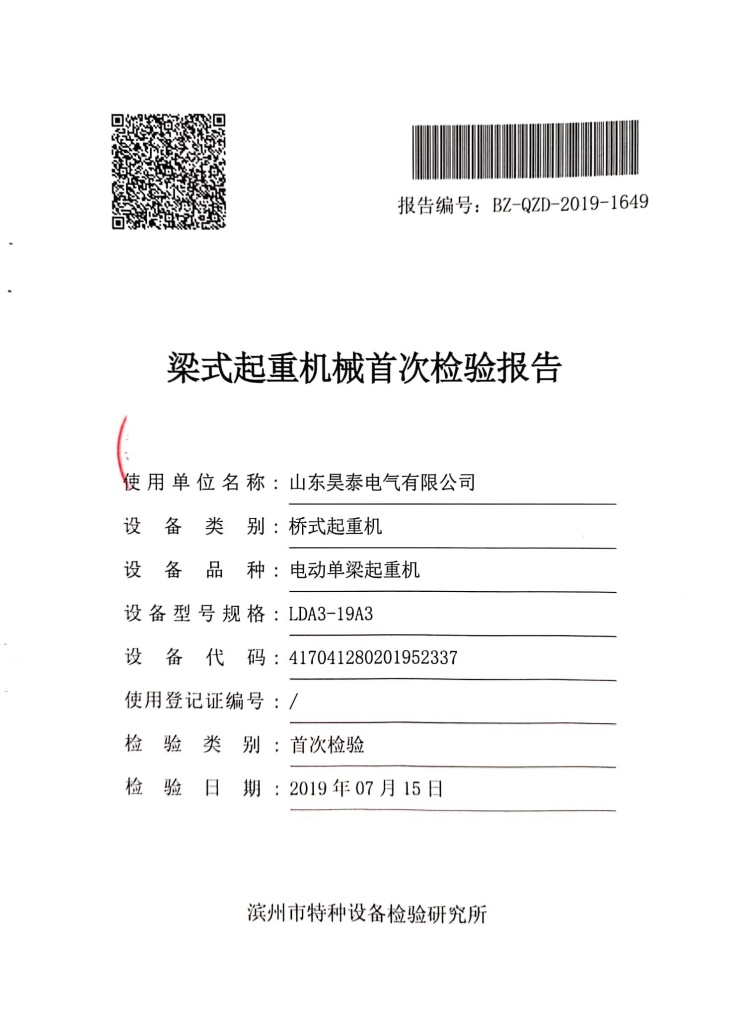 报告编号：BZ-QZD-2019-1649
梁式起重机械首次检验报告
使用单位名称：山东昊泰电气有限公司
设备类别：桥式起重机
设备品种：电动单梁起重机
设备型号规格：LDA3-19A3
设备代码：417041280201952337
使用登记证编号：/
检验类别：首次检验
检验日期：2019年07月15日
滨州市特种设备检验研究所